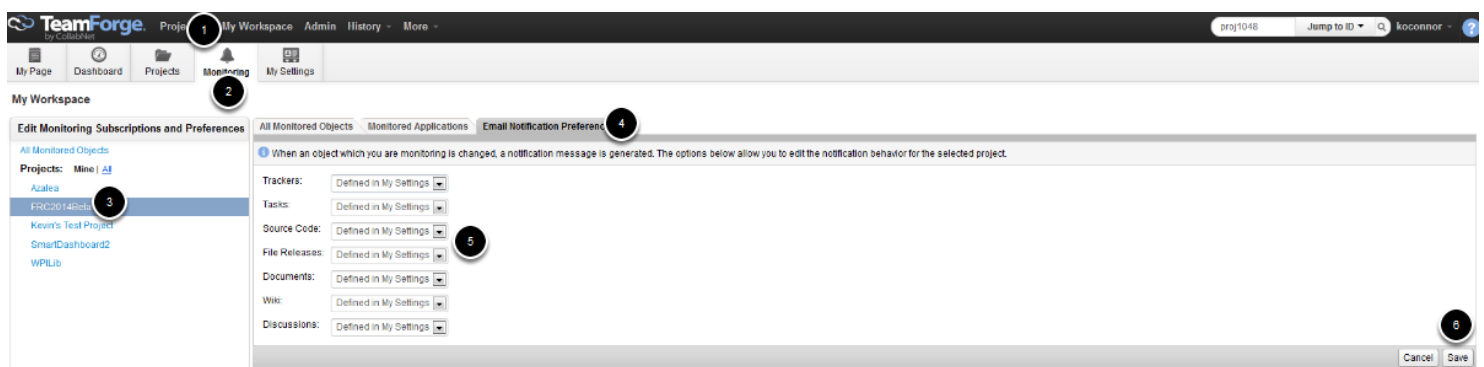 TeamForge. Proje 1 My Workspace Admin History More proj1048 Jump to ID koconnor ?
by CollabNet
My Page Dashboard Projects Monitoring My Settings
2
My Workspace
Edit Monitoring Subscriptions and Preferences All Monitored Objects Monitored Applications Email Notification Preferenc 4
All Monitored Objects When an object which you are monitoring is changed, a notification message is generated. The options below allow you to edit the notification behavior for the selected project.
Projects: Mine | All Trackers: Defined in My Settings
Azalea
FRC2014Beta 3 Tasks: Defined in My Settings
Kevin's Test Project Source Code: Defined in My Settings
5
SmartDashboard2 File Releases: Defined in My Settings
WPILib
Documents: Defined in My Settings
Wiki: Defined in My Settings
Discussions: Defined in My Settings
6
Cancel Save